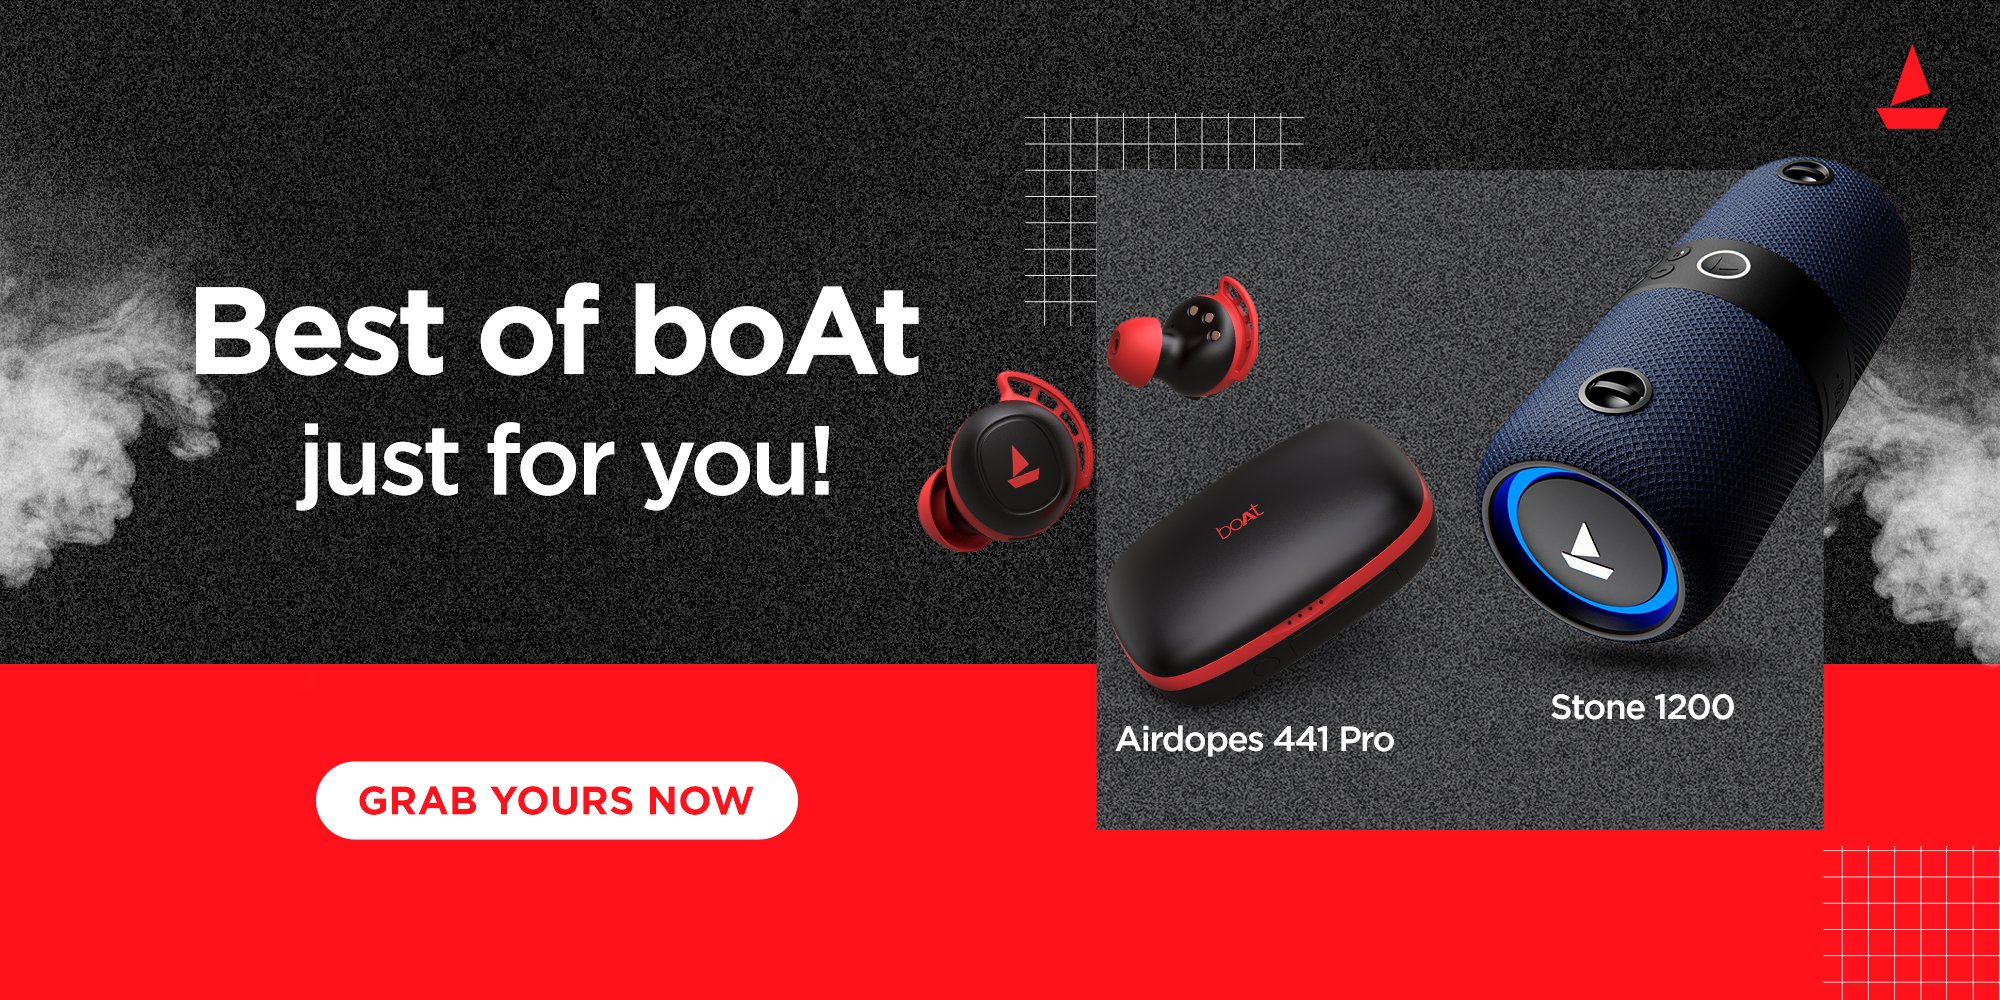 Best of boAt
just for you!
GRAB YOURS NOW
boAt
Airdopes 441 Pro
Stone 1200